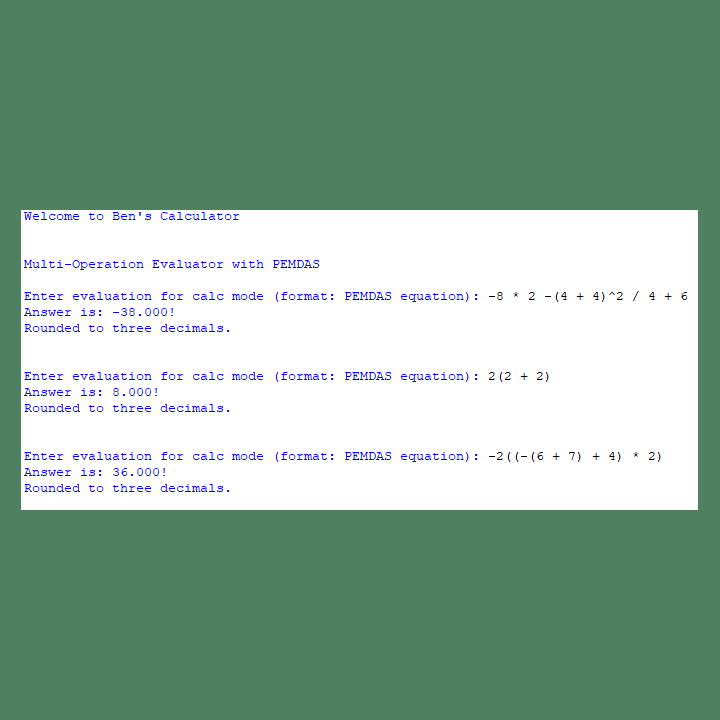 Welcome to Ben's Calculator
Multi-Operation Evaluator with PEMDAS
Enter evaluation for calc mode (format: PEMDAS equation): -8 * 2 -(4 + 4)^2 / 4 + 6
Answer is: -38.000!
Rounded to three decimals.
Enter evaluation for calc mode (format: PEMDAS equation): 2(2 + 2)
Answer is: 8.000!
Rounded to three decimals.
Enter evaluation for calc mode (format: PEMDAS equation): -2((-(6 + 7) + 4) * 2)
Answer is: 36.000!
Rounded to three decimals.